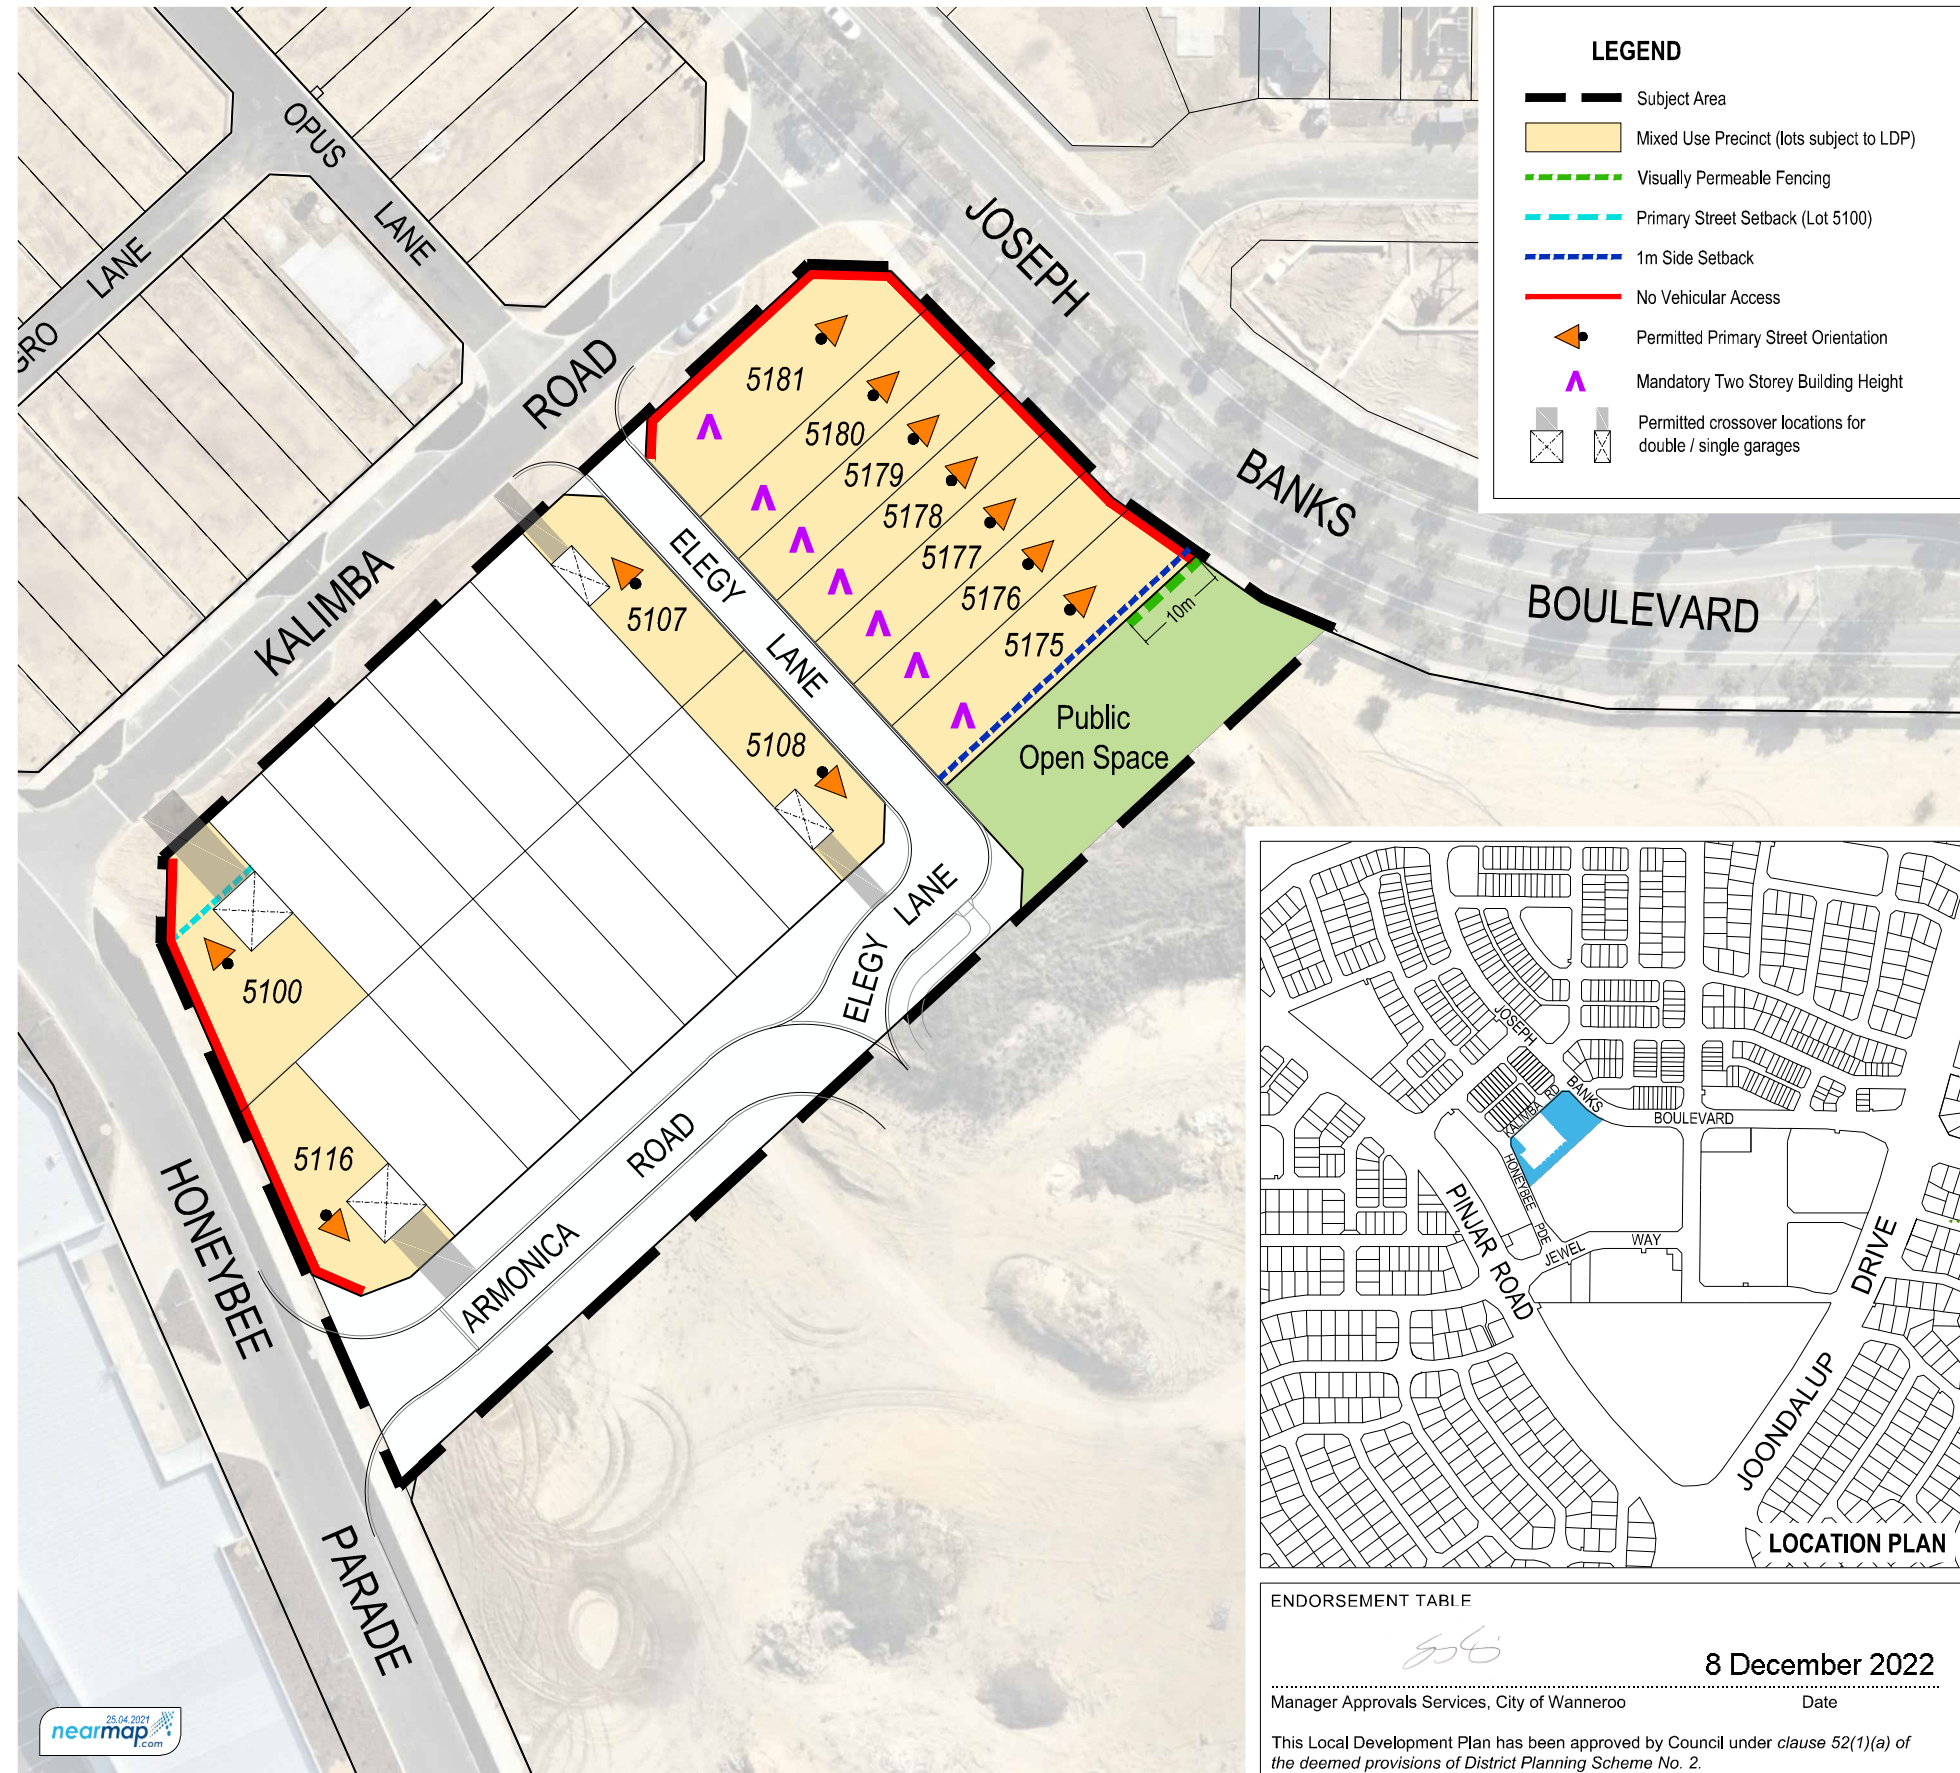 OPUS
LANE
LANE
GRO
JOSEPH
BANKS
BOULEVARD
KALIMBA
ROAD
5181
5180
5179
5178
5177
5176
5175
10m
ELEGY
LANE
5107
5108
Public
Open Space
5100
5116
ELEGY
LANE
ARMONICA
ROAD
HONEYBEE
PARADE
25.04.2021
nearmap
.com
LEGEND
Subject Area
Mixed Use Precinct (lots subject to LDP)
Visually Permeable Fencing
Primary Street Setback (Lot 5100)
1m Side Setback
No Vehicular Access
Permitted Primary Street Orientation
Mandatory Two Storey Building Height
Permitted crossover locations for
double / single garages
JOSEPH
BANKS
BOULEVARD
KALIMBA RD
HONEYBEE PDE
JEWEL WAY
PINJAR ROAD
JOONDALUP DRIVE
LOCATION PLAN
ENDORSEMENT TABLE
8 December 2022
Manager Approvals Services, City of Wanneroo Date
This Local Development Plan has been approved by Council under clause 52(1)(a) of
the deemed provisions of District Planning Scheme No. 2.